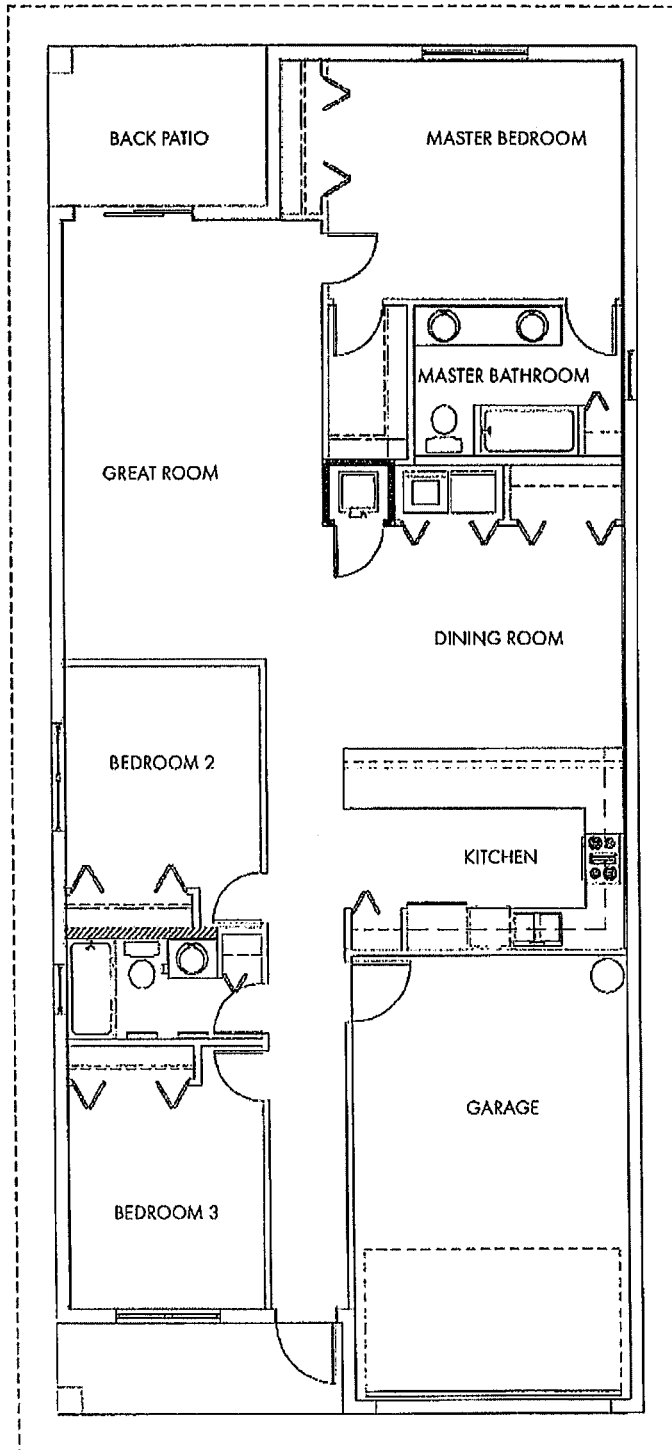 BACK PATIO
MASTER BEDROOM
MASTER BATHROOM
GREAT ROOM
DINING ROOM
BEDROOM 2
KITCHEN
GARAGE
BEDROOM 3